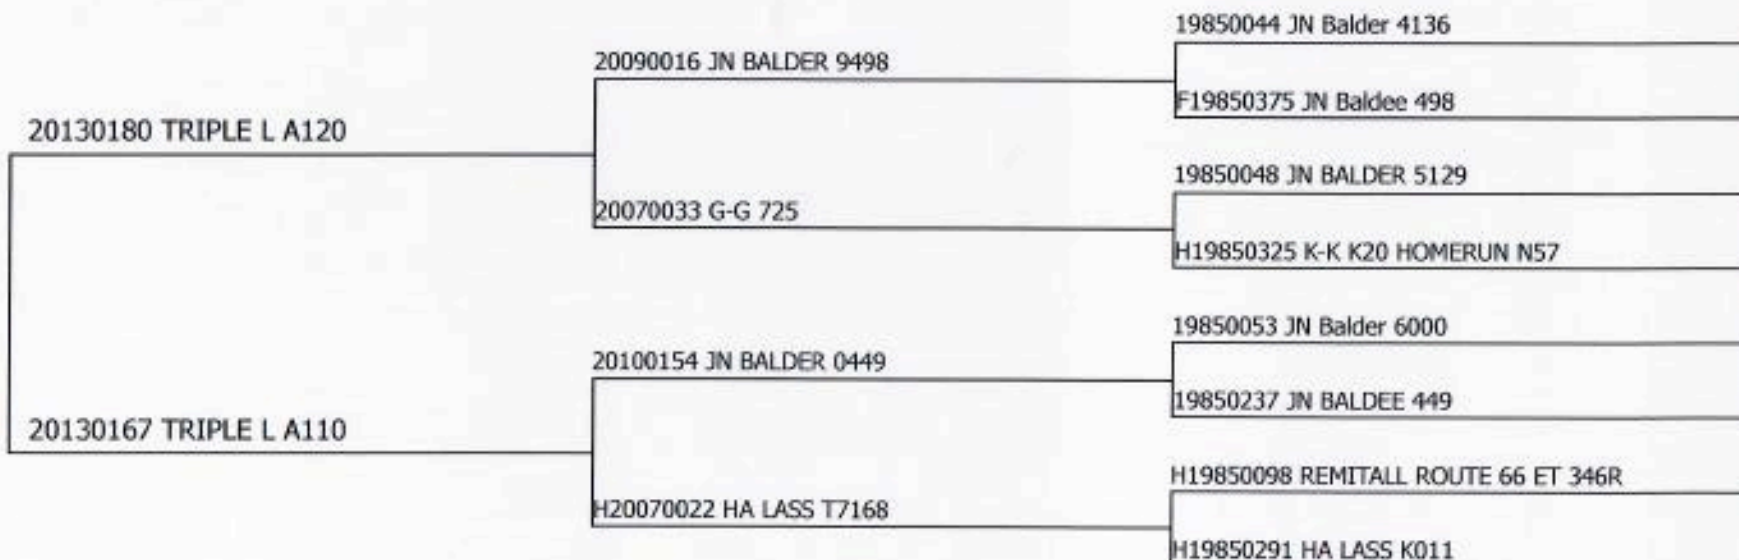 19850044 JN Balder 4136
20090016 JN BALDER 9498
F19850375 JN Baldee 498
20130180 TRIPLE L A120
19850048 JN BALDER 5129
20070033 G-G 725
H19850325 K-K K20 HOMERUN N57
19850053 JN Balder 6000
20100154 JN BALDER 0449
19850237 JN BALDEE 449
20130167 TRIPLE L A110
H19850098 REMITALL ROUTE 66 ET 346R
H20070022 HA LASS T7168
H19850291 HA LASS K011